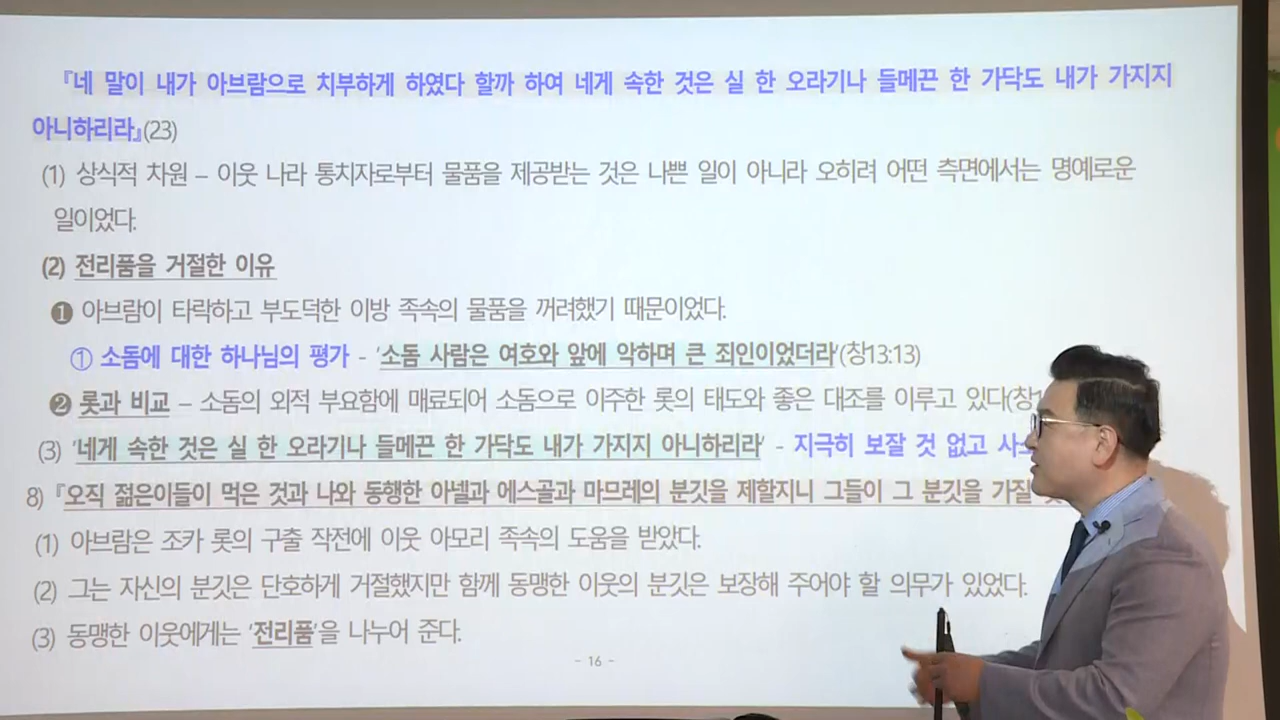 『네 말이 내가 아브람으로 치부하게 하였다 할까 하여 네게 속한 것은 실 한 오라기나 들메끈 한 가닥도 내가 가지지
아니하리라』(23)
(1) 상식적 차원 – 이웃 나라 통치자로부터 물품을 제공받는 것은 나쁜 일이 아니라 오히려 어떤 측면에서는 명예로운
일이었다.
(2) 전리품을 거절한 이유
❶ 아브람이 타락하고 부도덕한 이방 족속의 물품을 꺼려했기 때문이었다.
① 소돔에 대한 하나님의 평가 - ‘소돔 사람은 여호와 앞에 악하며 큰 죄인이었더라’(창13:13)
❷ 롯과 비교 – 소돔의 외적 부요함에 매료되어 소돔으로 이주한 롯의 태도와 좋은 대조를 이루고 있다(창
(3) ‘네게 속한 것은 실 한 오라기나 들메끈 한 가닥도 내가 가지지 아니하리라’ - 지극히 보잘 것 없고
8)『오직 젊은이들이 먹은 것과 나와 동행한 아넬과 에스골과 마므레의 분깃을 제할지니 그들이 그 분깃을 가질
(1) 아브람은 조카 롯의 구출 작전에 이웃 아모리 족속의 도움을 받았다.
(2) 그는 자신의 분깃은 단호하게 거절했지만 함께 동맹한 이웃의 분깃은 보장해 주어야 할 의무가 있었다.
(3) 동맹한 이웃에게는 ‘전리품’을 나누어 준다.
- 16 -